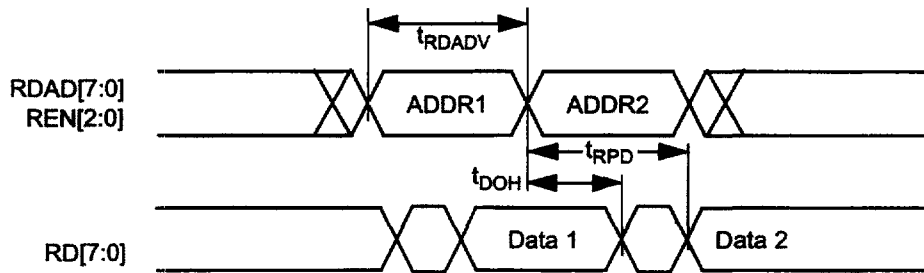 tRDADV
RDAD[7:0]
REN[2:0]
ADDR1
ADDR2
tRPD
tDOH
RD[7:0]
Data 1
Data 2